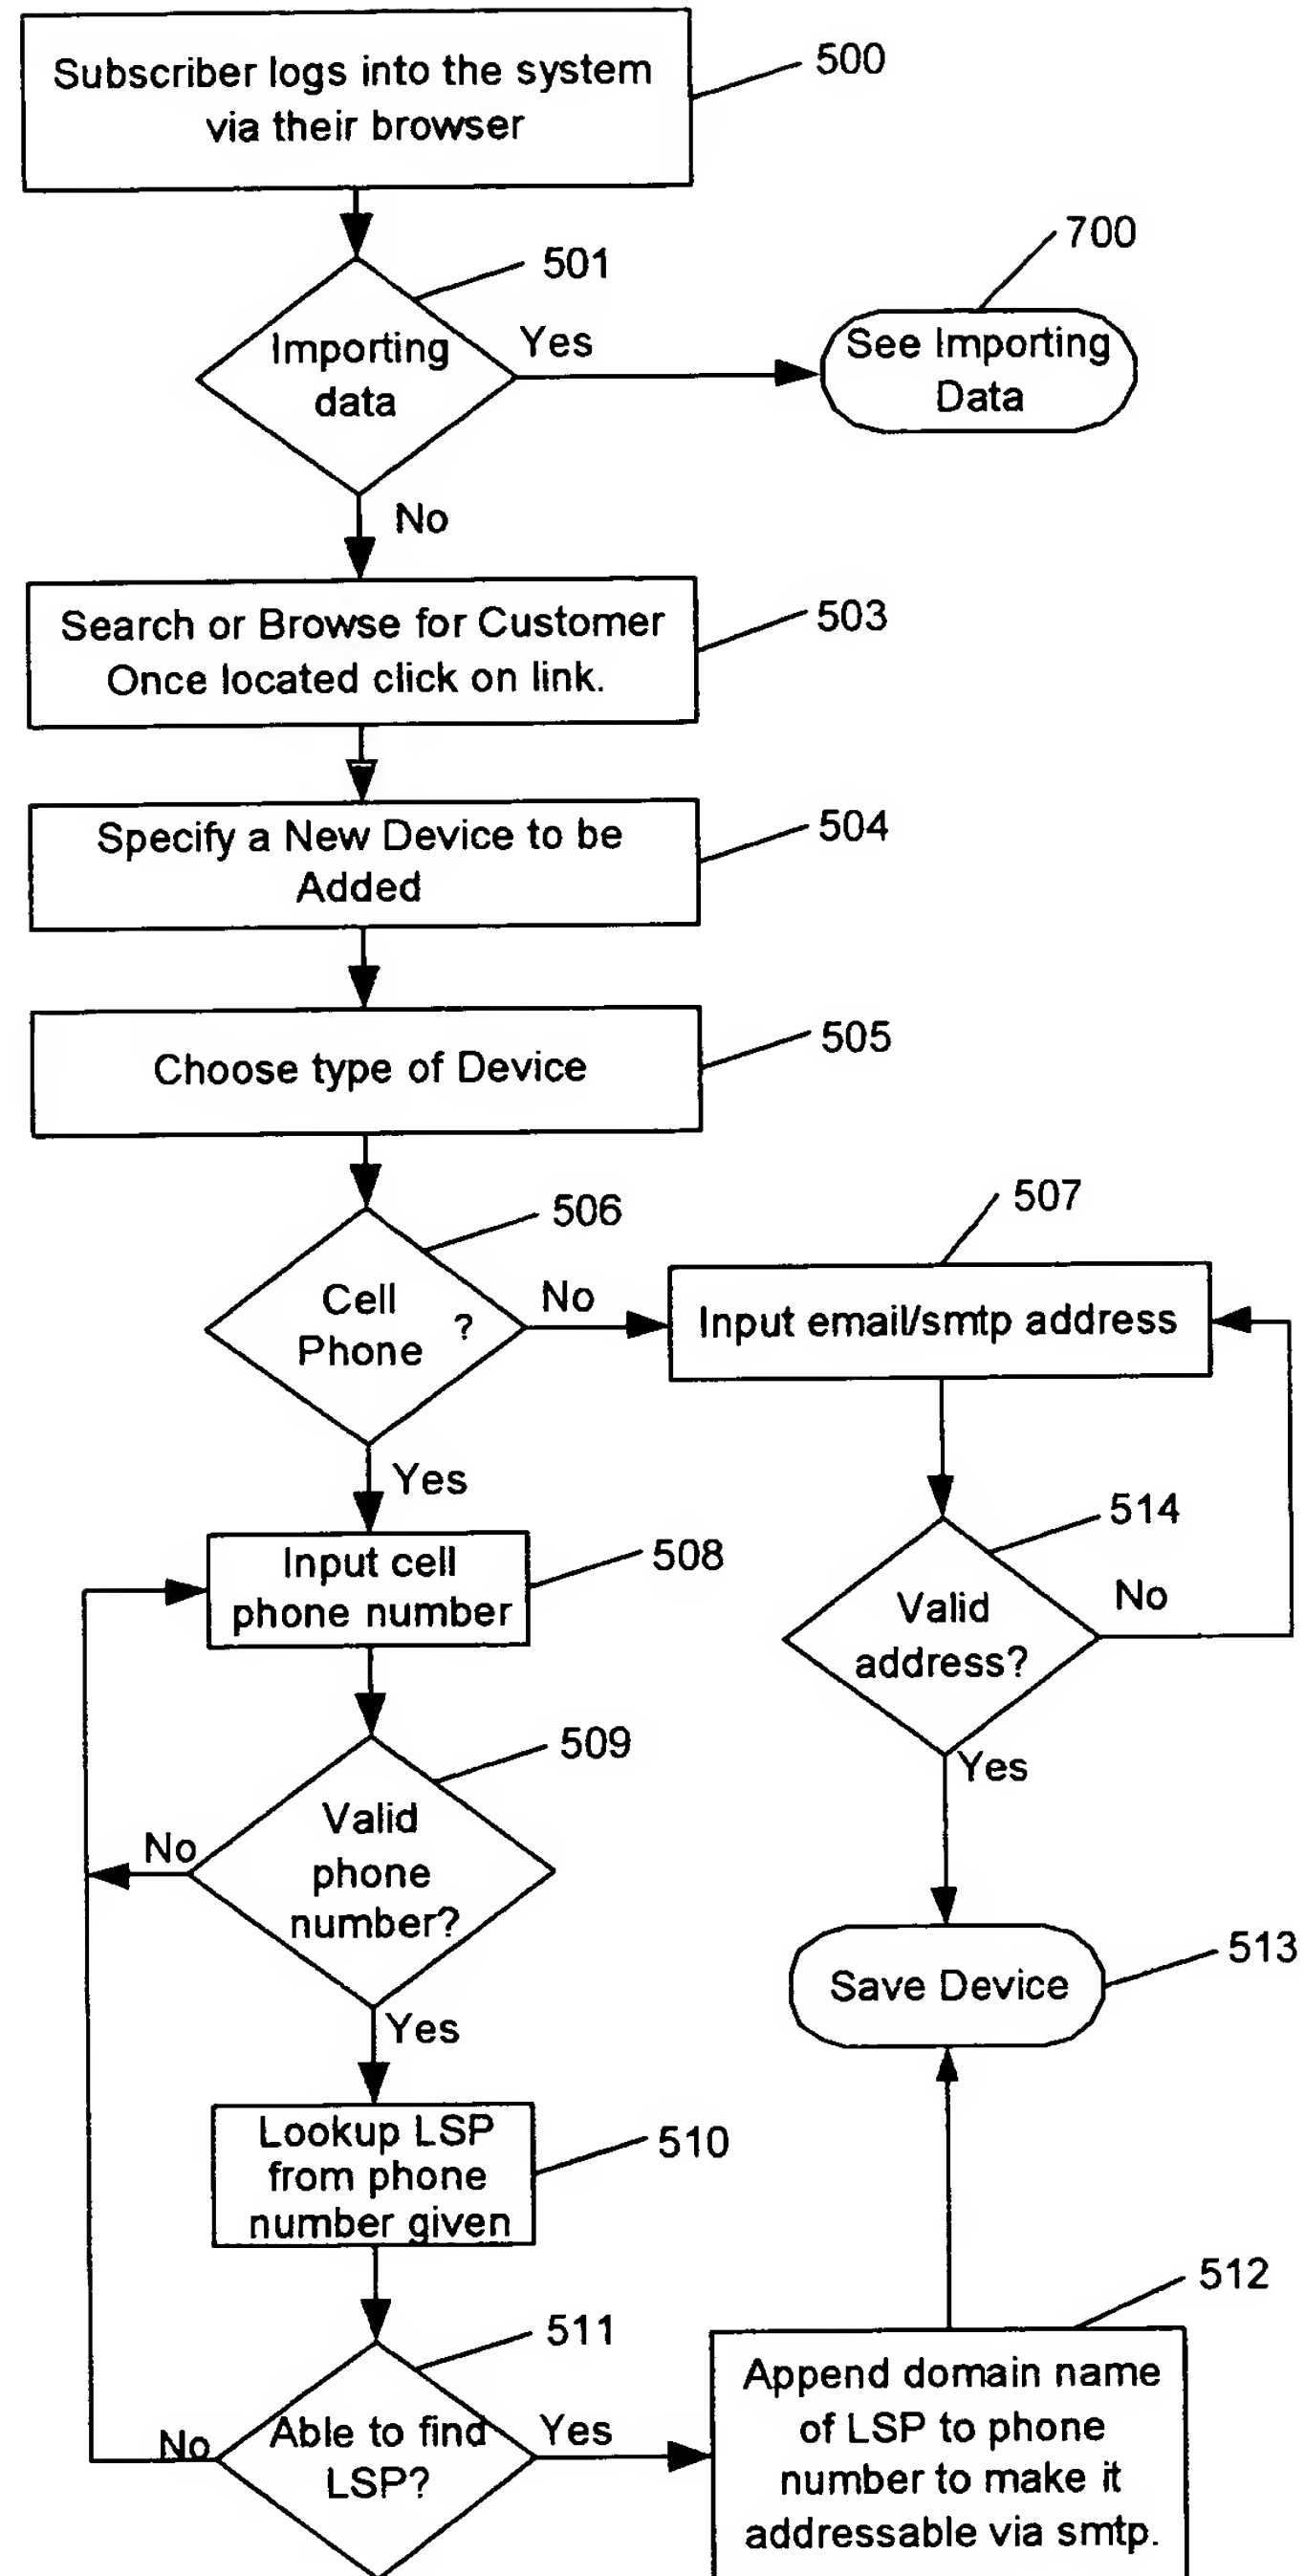 Subscriber logs into the system
via their browser
500
501
Importing
data
Yes
700
See Importing
Data
No
Search or Browse for Customer
Once located click on link.
503
Specify a New Device to be
Added
504
Choose type of Device
505
506
Cell
Phone ?
No
507
Input email/smtp address
Yes
Input cell
phone number
508
514
Valid
address?
No
509
Valid
phone
number?
No
Yes
Yes
Save Device
513
Lookup LSP
from phone
number given
510
511
Able to find
LSP?
No
Yes
512
Append domain name
of LSP to phone
number to make it
addressable via smtp.